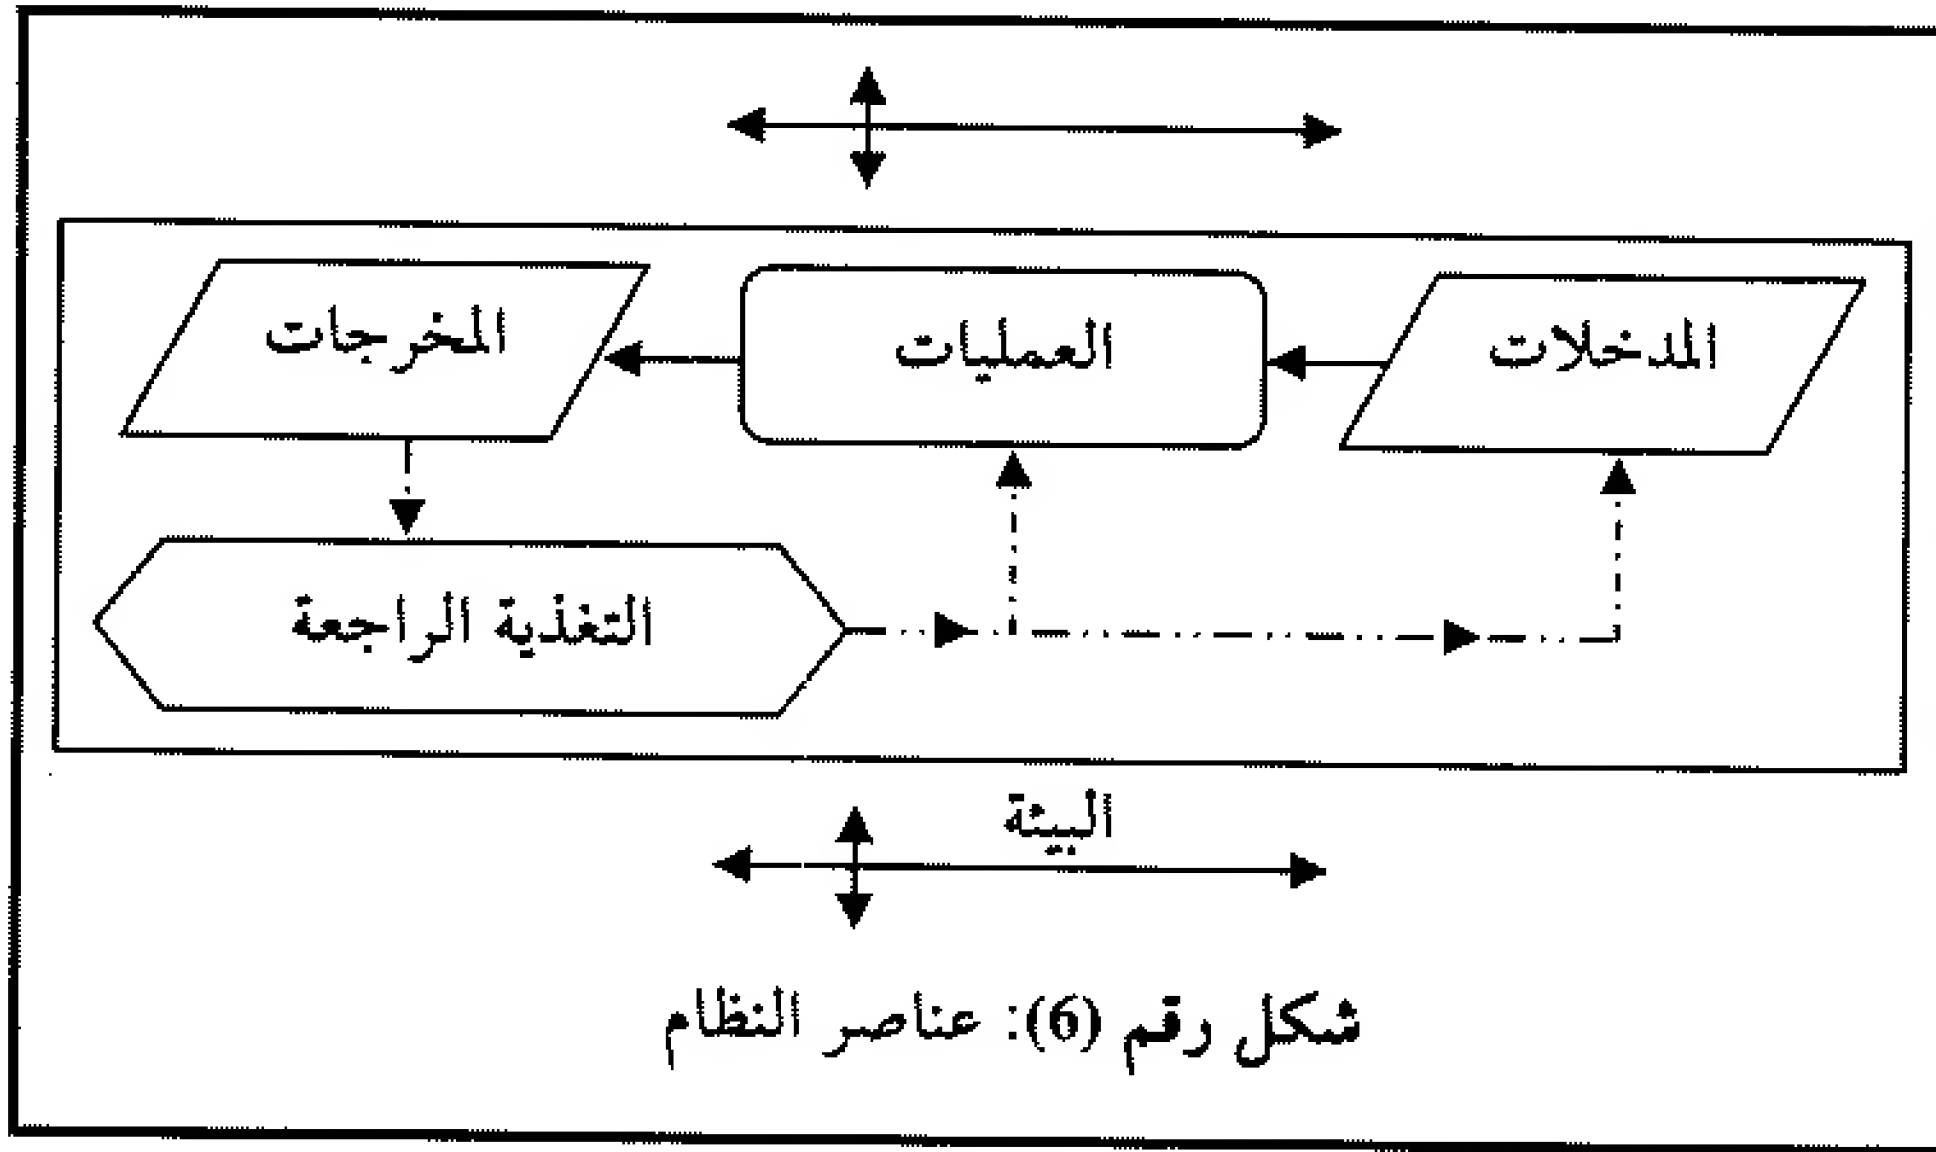 المدخلات
العمليات
المخرجات
التغذية الراجعة
البيئة
شكل رقم (6): عناصر النظام